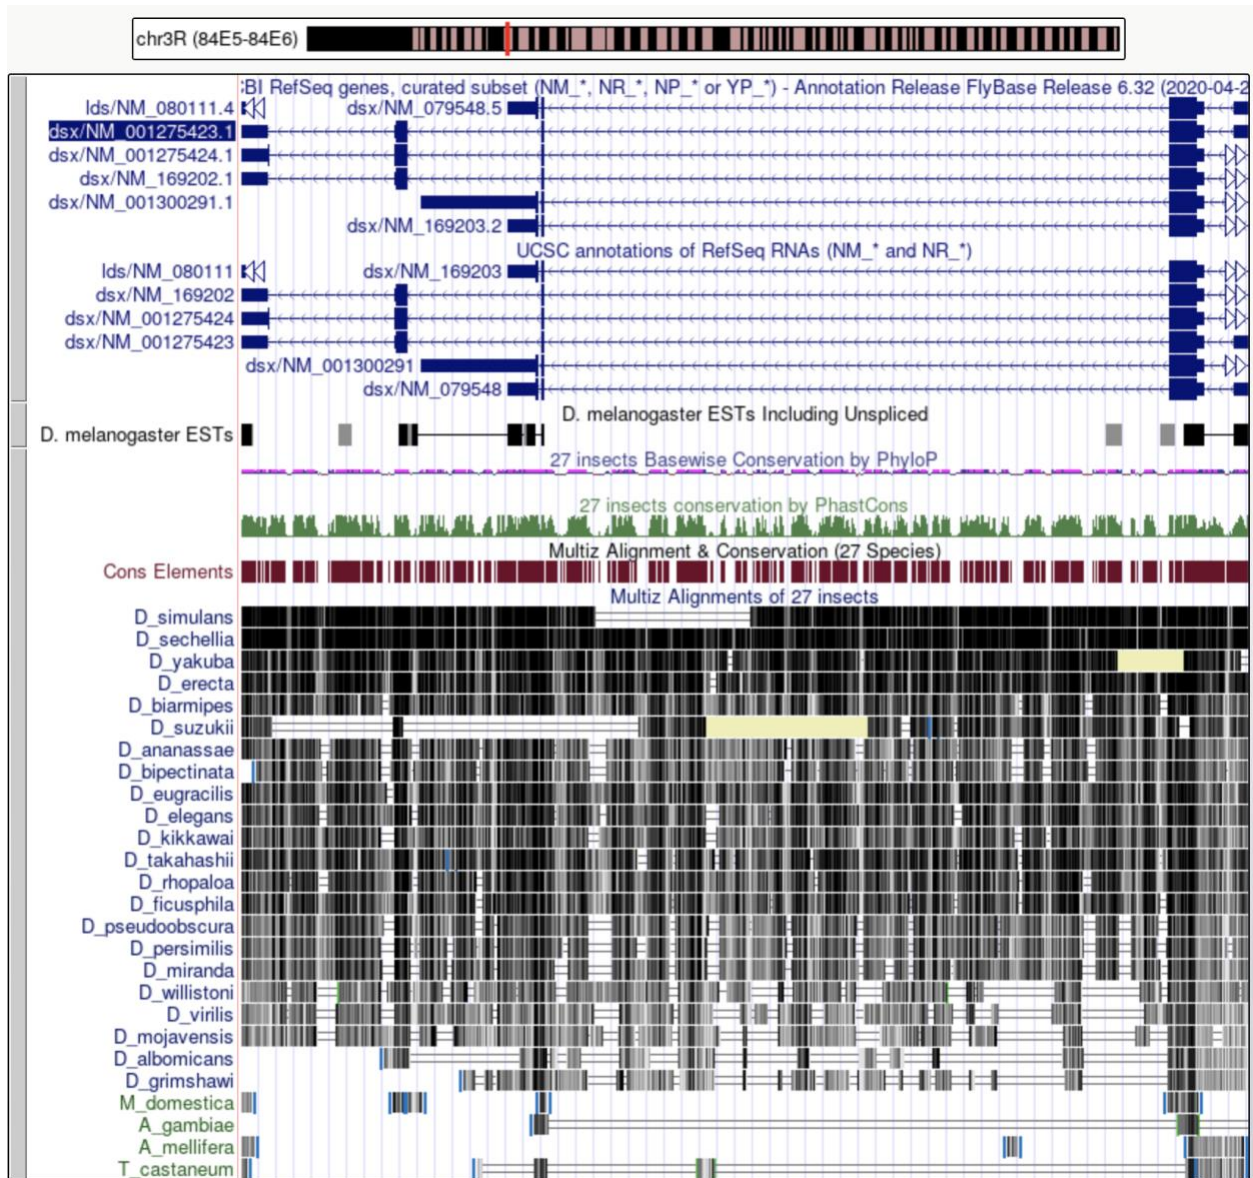 chr3R (84E5-84E6)
:BI RefSeq genes, curated subset (NM_*, NR_*, NP_* or YP_*) - Annotation Release FlyBase Release 6.32 (2020-04-2
lds/NM_080111.4 dsx/NM_079548.5
dsx/NM_001275423.1
dsx/NM_001275424.1
dsx/NM_169202.1
dsx/NM_001300291.1
dsx/NM_169203.2
UCSC annotations of RefSeq RNAs (NM_* and NR_*)
lds/NM_080111 dsx/NM_169203
dsx/NM_169202
dsx/NM_001275424
dsx/NM_001275423
dsx/NM_001300291
dsx/NM_079548
D. melanogaster ESTs Including Unspliced
D. melanogaster ESTs
27 insects Basewise Conservation by PhyloP
27 insects conservation by PhastCons
Multiz Alignment & Conservation (27 Species)
Cons Elements
Multiz Alignments of 27 insects
D_simulans
D_sechellia
D_yakuba
D_erecta
D_biarmipes
D_suzukii
D_ananassae
D_bipectinata
D_eugracilis
D_elegans
D_kikkawai
D_takahashii
D_rhopaloa
D_ficusphila
D_pseudoobscura
D_persimilis
D_miranda
D_willistoni
D_virilis
D_mojavensis
D_albomicans
D_grimshawi
M_domestica
A_gambiae
A_mellifera
T_castaneum